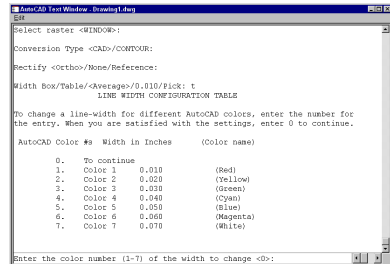 AutoCAD Text Window - Drawing1.dwg
Edit
Select raster <WINDOW>:
Conversion Type <CAD>/CONTOUR:
Rectify <Ortho>/None/Reference:
Width Box/Table/<Average>/0.010/Pick: t
LINE WIDTH CONFIGURATION TABLE
To change a line-width for different AutoCAD colors, enter the number for
the entry. When you are satisfied with the settings, enter 0 to continue.
AutoCAD Color #s Width in Inches (Color name)
0. To continue
1. Color 1 0.010 (Red)
2. Color 2 0.020 (Yellow)
3. Color 3 0.030 (Green)
4. Color 4 0.040 (Cyan)
5. Color 5 0.050 (Blue)
6. Color 6 0.060 (Magenta)
7. Color 7 0.070 (White)
Enter the color number (1-7) of the width to change <0>: